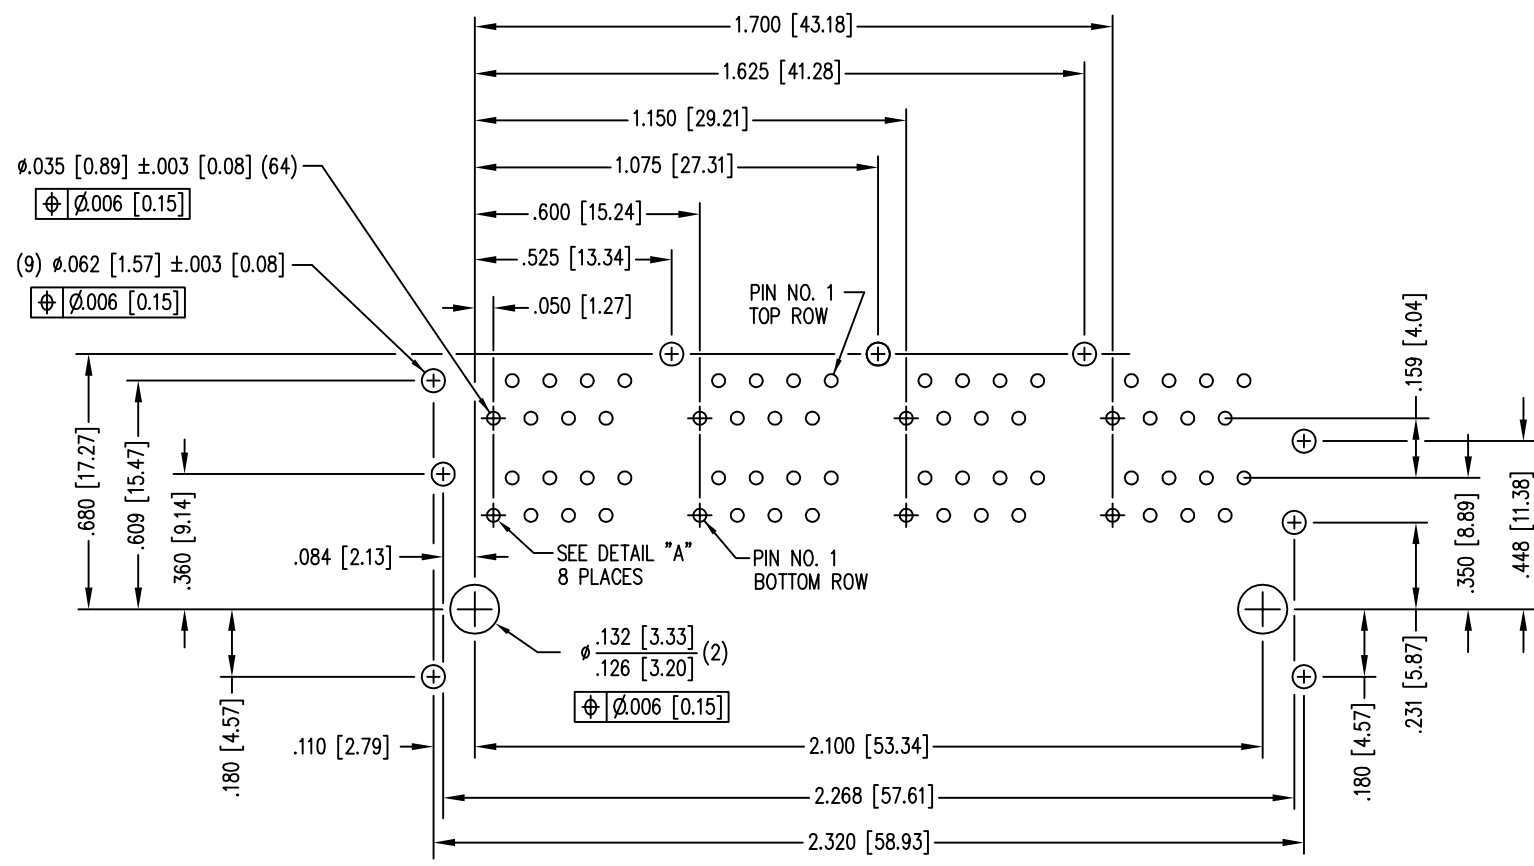 1.700 [43.18]
1.625 [41.28]
1.150 [29.21]
1.075 [27.31]
ø.035 [0.89] ±.003 [0.08] (64)
⌖ Ø.006 [0.15]
.600 [15.24]
.525 [13.34]
(9) ø.062 [1.57] ±.003 [0.08]
⌖ Ø.006 [0.15]
.050 [1.27]
PIN NO. 1
TOP ROW
.159 [4.04]
.680 [17.27]
.609 [15.47]
.360 [9.14]
.084 [2.13]
SEE DETAIL "A"
8 PLACES
PIN NO. 1
BOTTOM ROW
.350 [8.89]
.448 [11.38]
ø .132 [3.33]
.126 [3.20] (2)
⌖ Ø.006 [0.15]
.231 [5.87]
.180 [4.57]
.180 [4.57]
.110 [2.79]
2.100 [53.34]
2.268 [57.61]
2.320 [58.93]